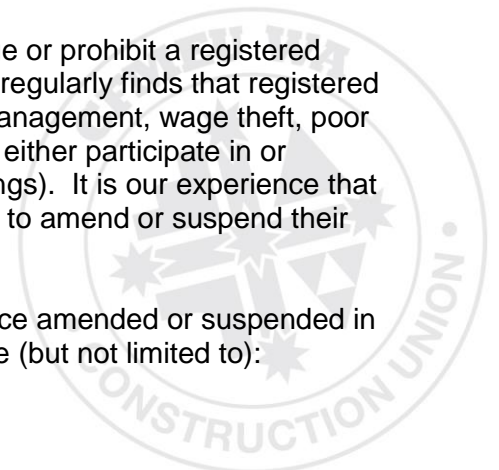 e or prohibit a registered
regularly finds that registered
anagement, wage theft, poor
either participate in or
ngs). It is our experience that
to amend or suspend their
ce amended or suspended in
e (but not limited to):
CONSTRUCTION UNION